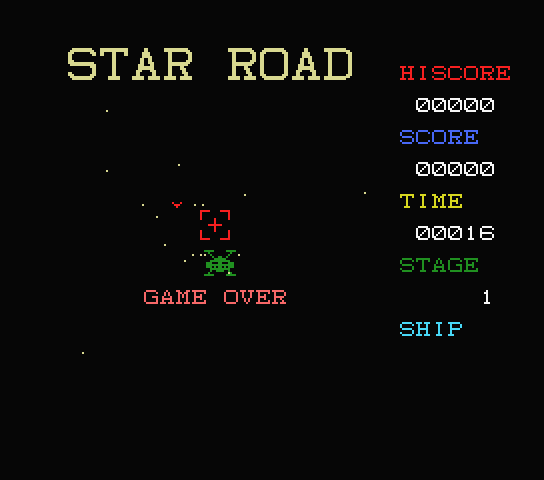 STAR ROAD
HISCORE
00000
SCORE
00000
TIME
00016
STAGE
1
SHIP
GAME OVER